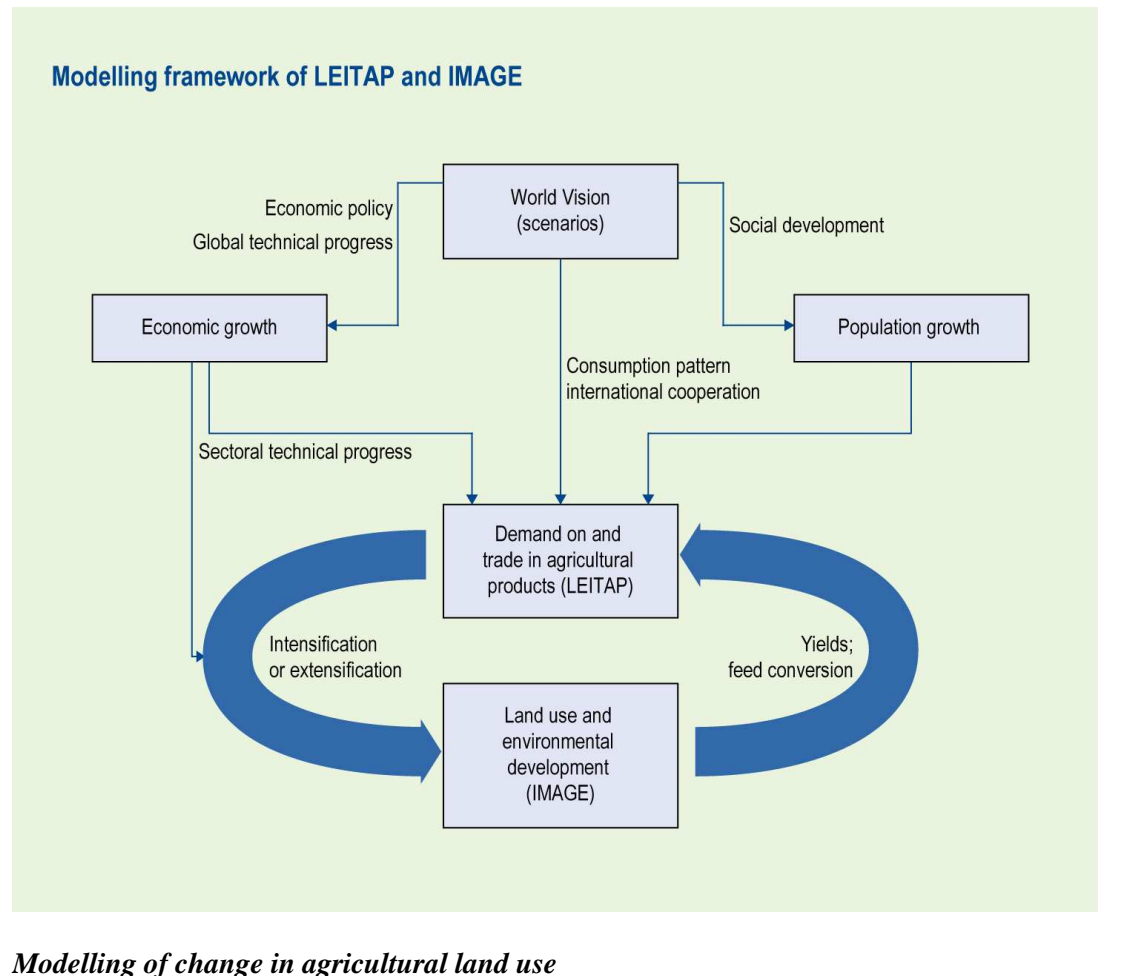 Modelling framework of LEITAP and IMAGE
World Vision
(scenarios)
Economic policy
Global technical progress
Social development
Economic growth
Population growth
Consumption pattern
international cooperation
Sectoral technical progress
Demand on and
trade in agricultural
products (LEITAP)
Intensification
or extensification
Yields;
feed conversion
Land use and
environmental
development
(IMAGE)
Modelling of change in agricultural land use